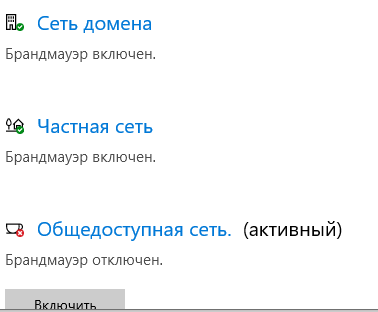 Сеть домена
Брандмауэр включен.
Частная сеть
Брандмауэр включен.
Общедоступная сеть. (активный)
Брандмауэр отключен.
Включить